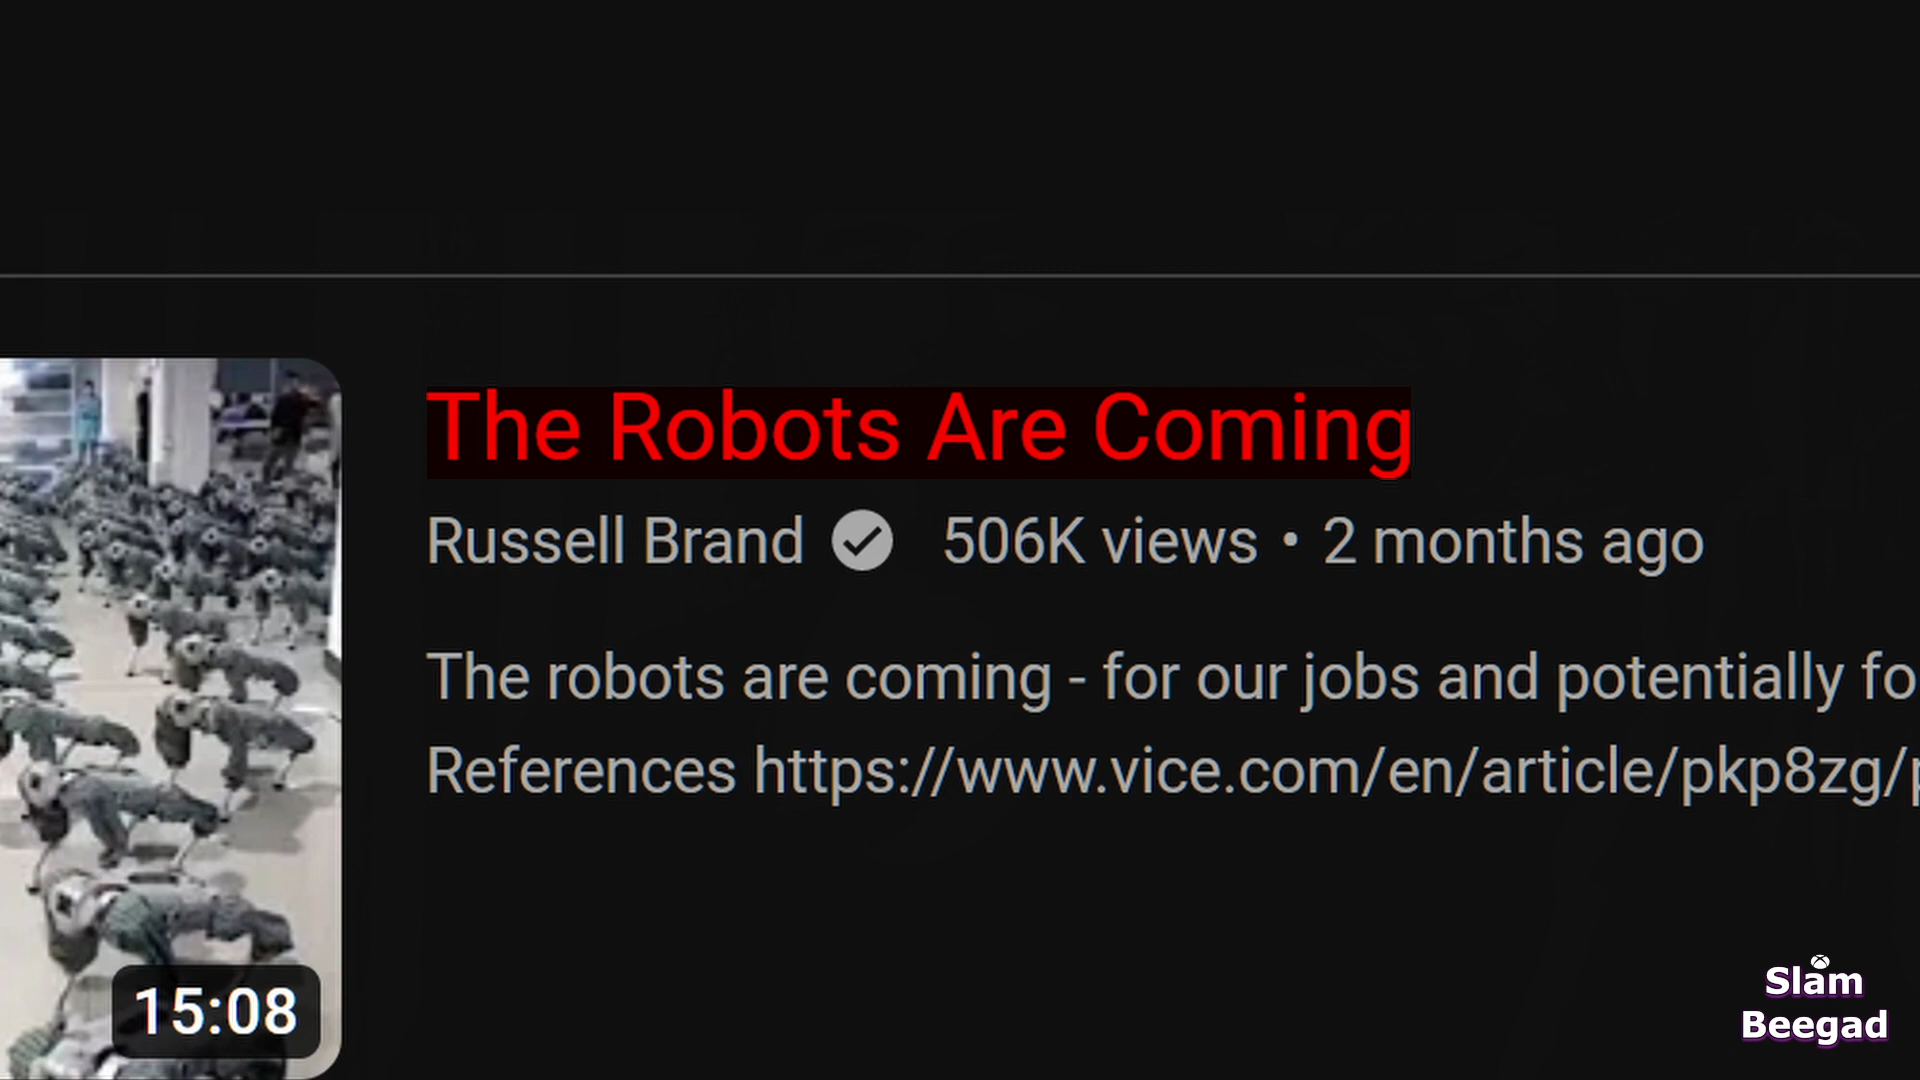 The Robots Are Coming
Russell Brand 506K views • 2 months ago
The robots are coming - for our jobs and potentially fo
References https://www.vice.com/en/article/pkp8zg/
15:08
Slam
Beegad